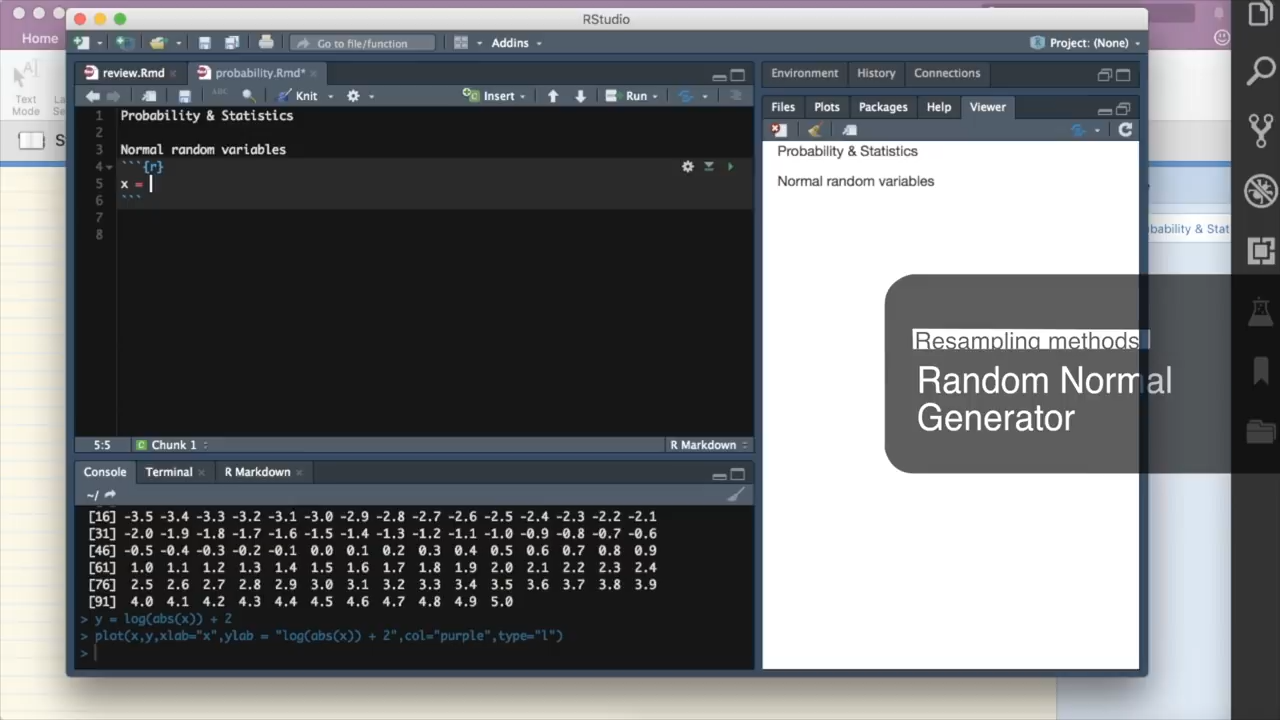 RStudio
Home
Go to file/function
Addins
Project: (None)
Text
Mode
review.Rmd
probability.Rmd*
Knit
Insert
Run
1 Probability & Statistics
2
3 Normal random variables
4 ```{r}
5 x =
6 ```
7
8
5:5
Chunk 1
R Markdown
Console
Terminal
R Markdown
~/
[16] -3.5 -3.4 -3.3 -3.2 -3.1 -3.0 -2.9 -2.8 -2.7 -2.6 -2.5 -2.4 -2.3 -2.2 -2.1
[31] -2.0 -1.9 -1.8 -1.7 -1.6 -1.5 -1.4 -1.3 -1.2 -1.1 -1.0 -0.9 -0.8 -0.7 -0.6
[46] -0.5 -0.4 -0.3 -0.2 -0.1 0.0 0.1 0.2 0.3 0.4 0.5 0.6 0.7 0.8 0.9
[61] 1.0 1.1 1.2 1.3 1.4 1.5 1.6 1.7 1.8 1.9 2.0 2.1 2.2 2.3 2.4
[76] 2.5 2.6 2.7 2.8 2.9 3.0 3.1 3.2 3.3 3.4 3.5 3.6 3.7 3.8 3.9
[91] 4.0 4.1 4.2 4.3 4.4 4.5 4.6 4.7 4.8 4.9 5.0
> y = log(abs(x)) + 2
> plot(x,y,xlab="x",ylab = "log(abs(x)) + 2",col="purple",type="l")
>
Environment
History
Connections
Files
Plots
Packages
Help
Viewer
Probability & Statistics
Normal random variables
obability & Stat
Resampling methods
Random Normal
Generator